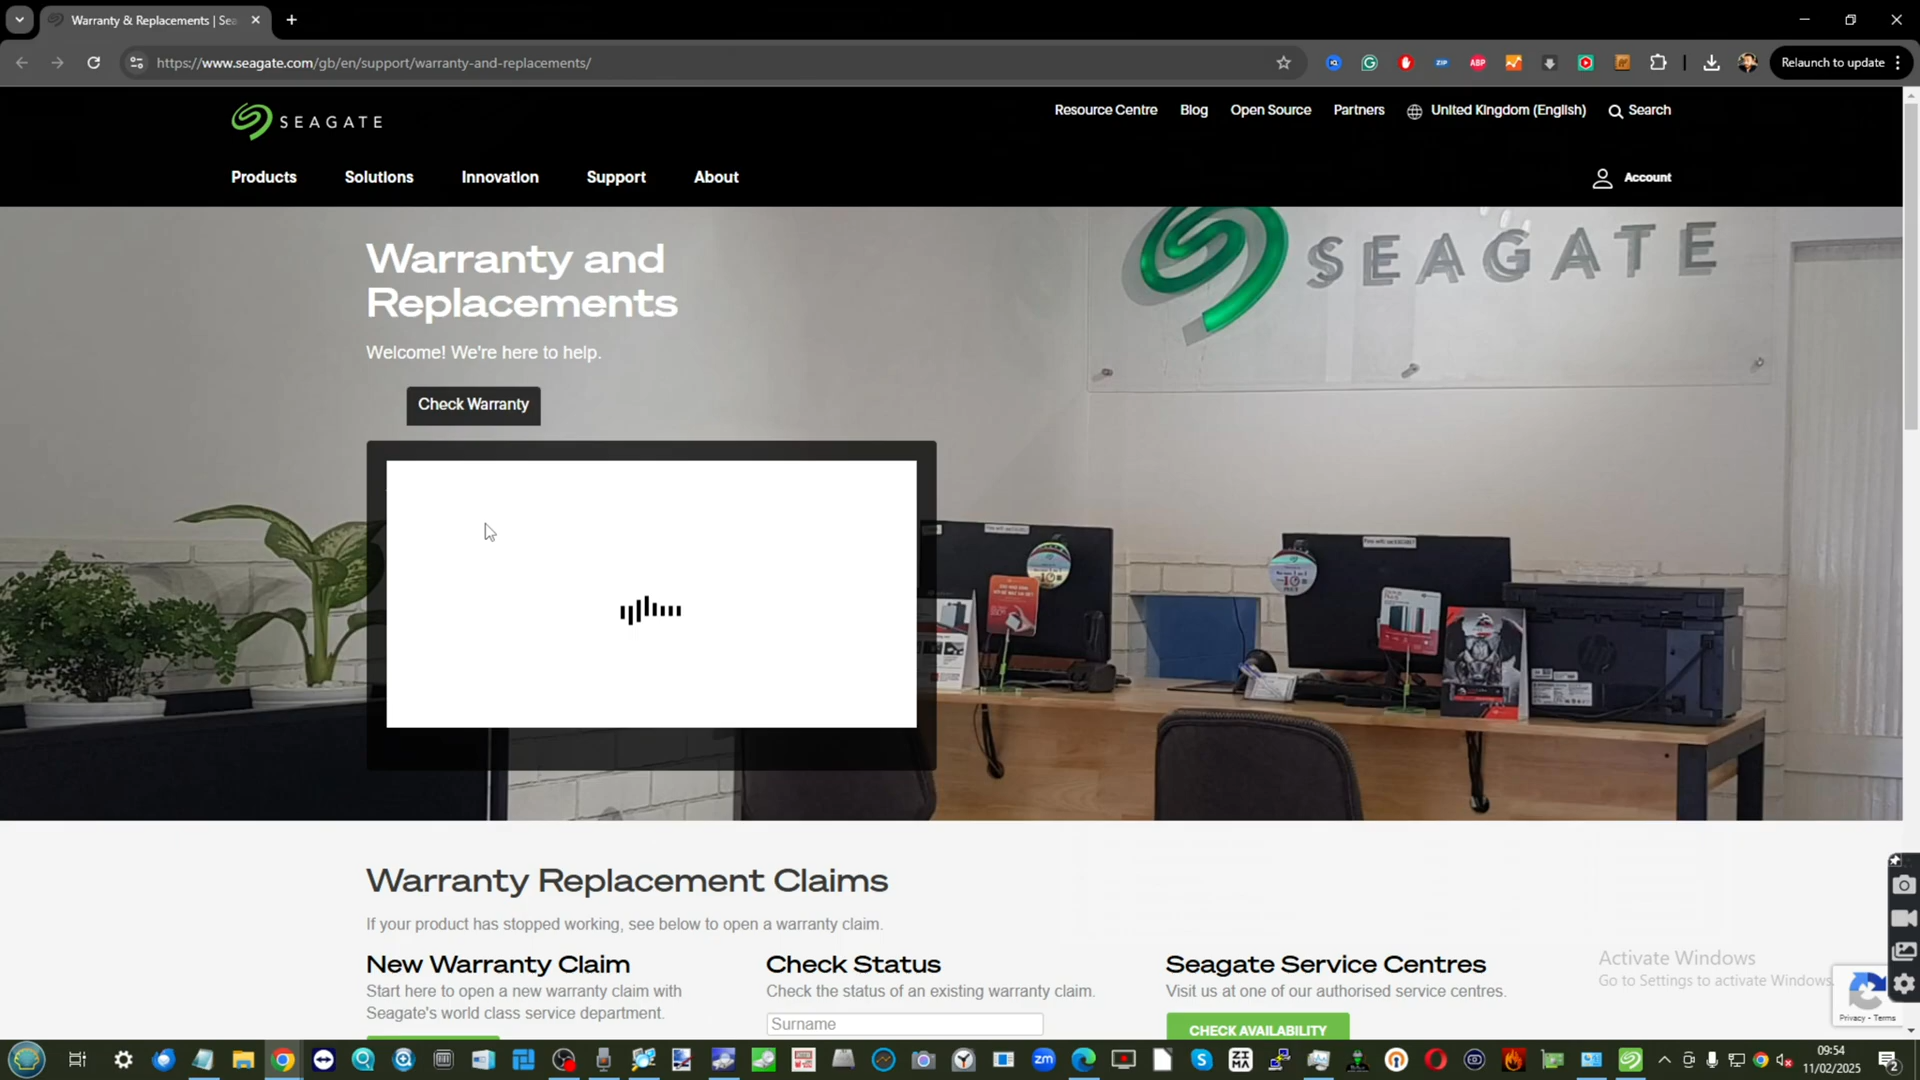 Warranty & Replacements | Sea
https://www.seagate.com/gb/en/support/warranty-and-replacements/
ZIP
ABP
Relaunch to update
SEAGATE
Resource Centre
Blog
Open Source
Partners
United Kingdom (English)
Search
Products
Solutions
Innovation
Support
About
Account
SEAGATE
Warranty and
Replacements
Welcome! We're here to help.
Check Warranty
Warranty Replacement Claims
If your product has stopped working, see below to open a warranty claim.
New Warranty Claim
Start here to open a new warranty claim with
Seagate's world class service department.
Check Status
Check the status of an existing warranty claim.
Surname
Seagate Service Centres
Visit us at one of our authorised service centres.
CHECK AVAILABILITY
Activate Windows
Go to Settings to activate Windows.
Privacy - Terms
zm
09:54
11/02/2025
2